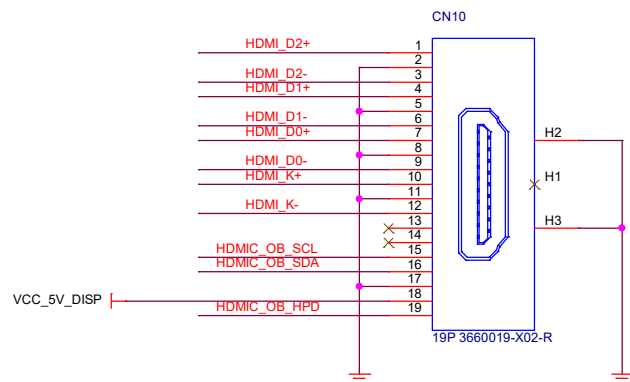 CN10
HDMI_D2+ 1
2
HDMI_D2- 3
HDMI_D1+ 4
5
HDMI_D1- 6
HDMI_D0+ 7 H2
8
HDMI_D0- 9
HDMI_K+ 10 H1
11
HDMI_K- 12
13 H3
14
HDMIC_OB_SCL 15
HDMIC_OB_SDA 16
17
VCC_5V_DISP 18
HDMIC_OB_HPD 19
19P 3660019-X02-R